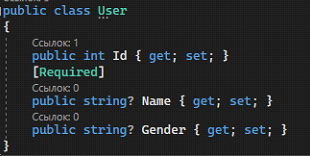 public class User
{
Ссылок: 1
public int Id { get; set; }
[Required]
Ссылок: 0
public string? Name { get; set; }
Ссылок: 0
public string? Gender { get; set; }
}